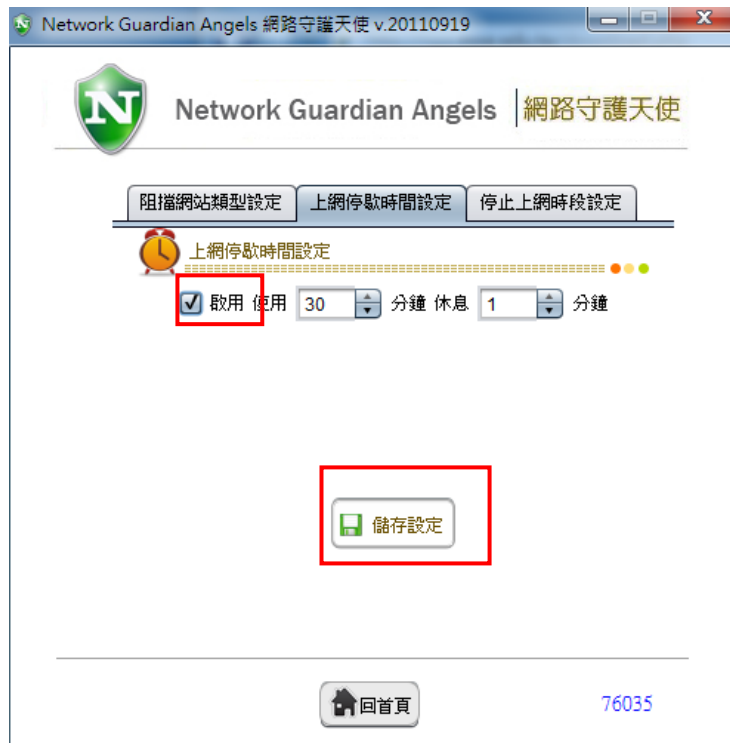 Network Guardian Angels 網路守護天使 v.20110919
N
Network Guardian Angels 網路守護天使
阻擋網站類型設定 上網停歇時間設定 停止上網時段設定
上網停歇時間設定
啟用 使用 30 分鐘 休息 1 分鐘
儲存設定
回首頁 76035